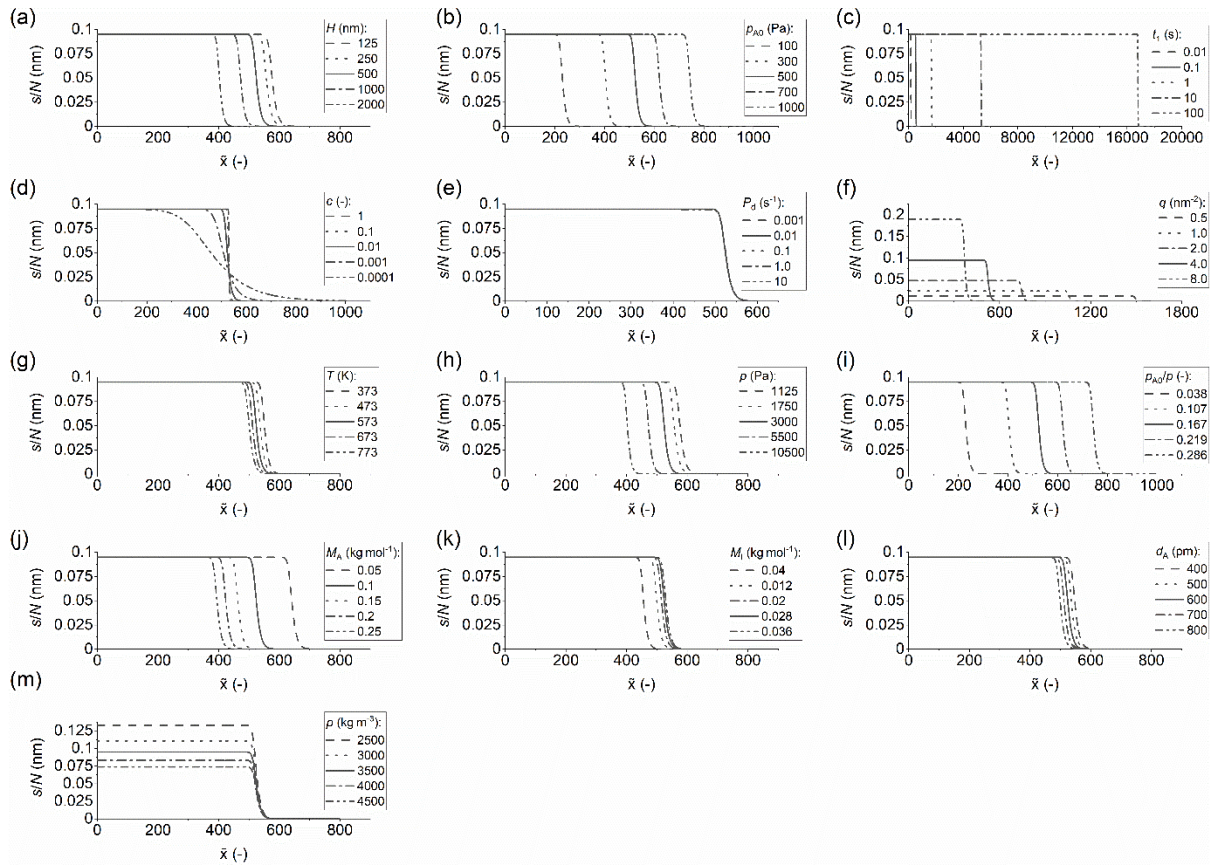 (a)
s/N (nm)
0.1
0.075
0.05
0.025
0
0 200 400 600 800
x̃ (-)
H (nm):
125
250
500
1000
2000
(b)
s/N (nm)
0.1
0.075
0.05
0.025
0
0 200 400 600 800 1000
x̃ (-)
pA0 (Pa):
100
300
500
700
1000
(c)
s/N (nm)
0.1
0.075
0.05
0.025
0
0 4000 8000 12000 16000 20000
x̃ (-)
t1 (s):
0.01
0.1
1
10
100
(d)
s/N (nm)
0.1
0.075
0.05
0.025
0
0 200 400 600 800 1000
x̃ (-)
c (-):
1
0.1
0.01
0.001
0.0001
(e)
s/N (nm)
0.1
0.075
0.05
0.025
0
0 100 200 300 400 500 600
x̃ (-)
Pd (s-1):
0.001
0.01
0.1
1.0
10
(f)
s/N (nm)
0.2
0.15
0.1
0.05
0
0 600 1200 1800
x̃ (-)
q (nm-2):
0.5
1.0
2.0
4.0
8.0
(g)
s/N (nm)
0.1
0.075
0.05
0.025
0
0 200 400 600 800
x̃ (-)
T (K):
373
473
573
673
773
(h)
s/N (nm)
0.1
0.075
0.05
0.025
0
0 200 400 600 800
x̃ (-)
p (Pa):
1125
1750
3000
5500
10500
(i)
s/N (nm)
0.1
0.075
0.05
0.025
0
0 200 400 600 800 1000
x̃ (-)
pA0/p (-):
0.038
0.107
0.167
0.219
0.286
(j)
s/N (nm)
0.1
0.075
0.05
0.025
0
0 200 400 600 800
x̃ (-)
MA (kg mol-1):
0.05
0.1
0.15
0.2
0.25
(k)
s/N (nm)
0.1
0.075
0.05
0.025
0
0 200 400 600 800
x̃ (-)
MI (kg mol-1):
0.04
0.012
0.02
0.028
0.036
(l)
s/N (nm)
0.1
0.075
0.05
0.025
0
0 200 400 600 800
x̃ (-)
dA (pm):
400
500
600
700
800
(m)
s/N (nm)
0.125
0.1
0.075
0.05
0.025
0
0 200 400 600 800
x̃ (-)
ρ (kg m-3):
2500
3000
3500
4000
4500